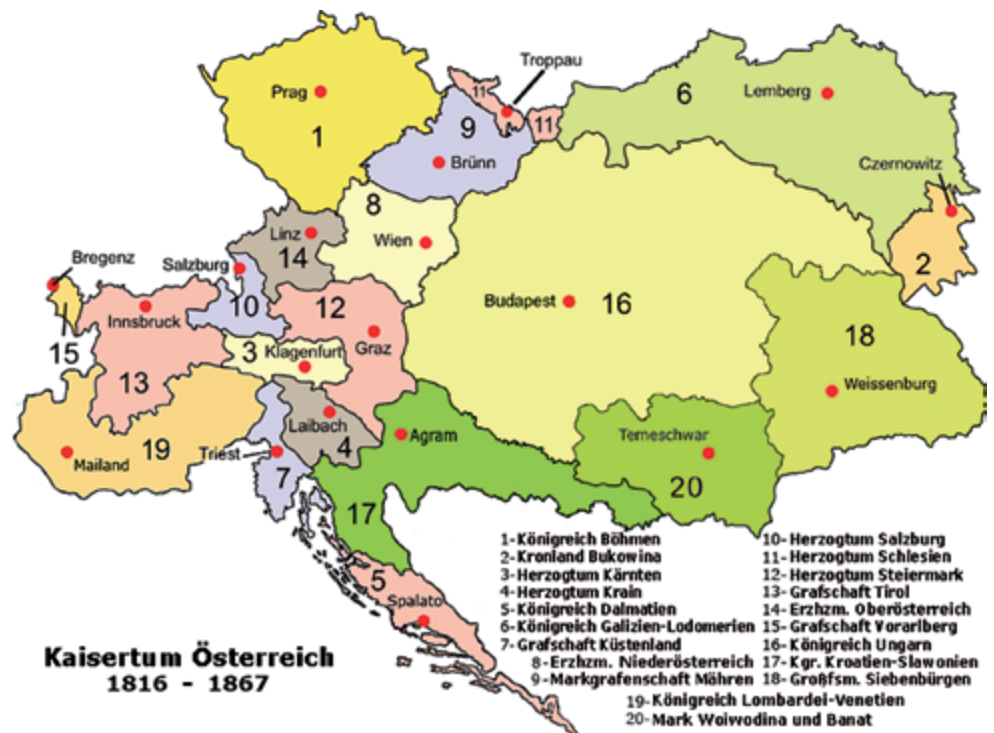 Troppau
Prag
11
6
Lemberg
9
11
1
Brünn
Czernowitz
8
Linz
Wien
Bregenz
Salzburg
14
2
10
12
Budapest
16
Innsbruck
15
3
Klagenfurt
Graz
18
13
Weissenburg
Laibach
Agram
Temeschwar
19
Triest
4
Mailand
7
20
17
5
Spalato
1-Königreich Böhmen
2-Kronland Bukowina
3-Herzogtum Kärnten
4-Herzogtum Krain
5-Königreich Dalmatien
6-Königreich Galizien-Lodomerien
7-Grafschaft Küstenland
8-Erzhzm. Niederösterreich
9-Markgrafenschaft Mähren
10-Herzogtum Salzburg
11-Herzogtum Schlesien
12-Herzogtum Steiermark
13-Grafschaft Tirol
14-Erzhzm. Oberösterreich
15-Grafschaft Vorarlberg
16-Königreich Ungarn
17-Kgr. Kroatien-Slawonien
18-Großfsm. Siebenbürgen
19-Königreich Lombardei-Venetien
20-Mark Woiwodina und Banat
Kaisertum Österreich
1816 - 1867